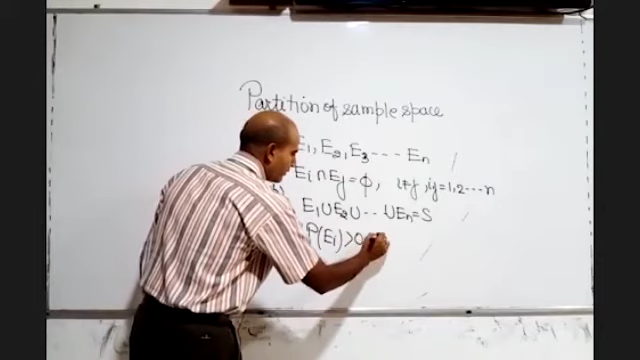 Partition of sample space
E₁, E₂, E₃ --- Eₙ
Eᵢ ∩ Eⱼ = φ, i≠j, i,j = 1,2---n
E₁∪E₂∪--- ∪Eₙ=S
P(Eᵢ)>0